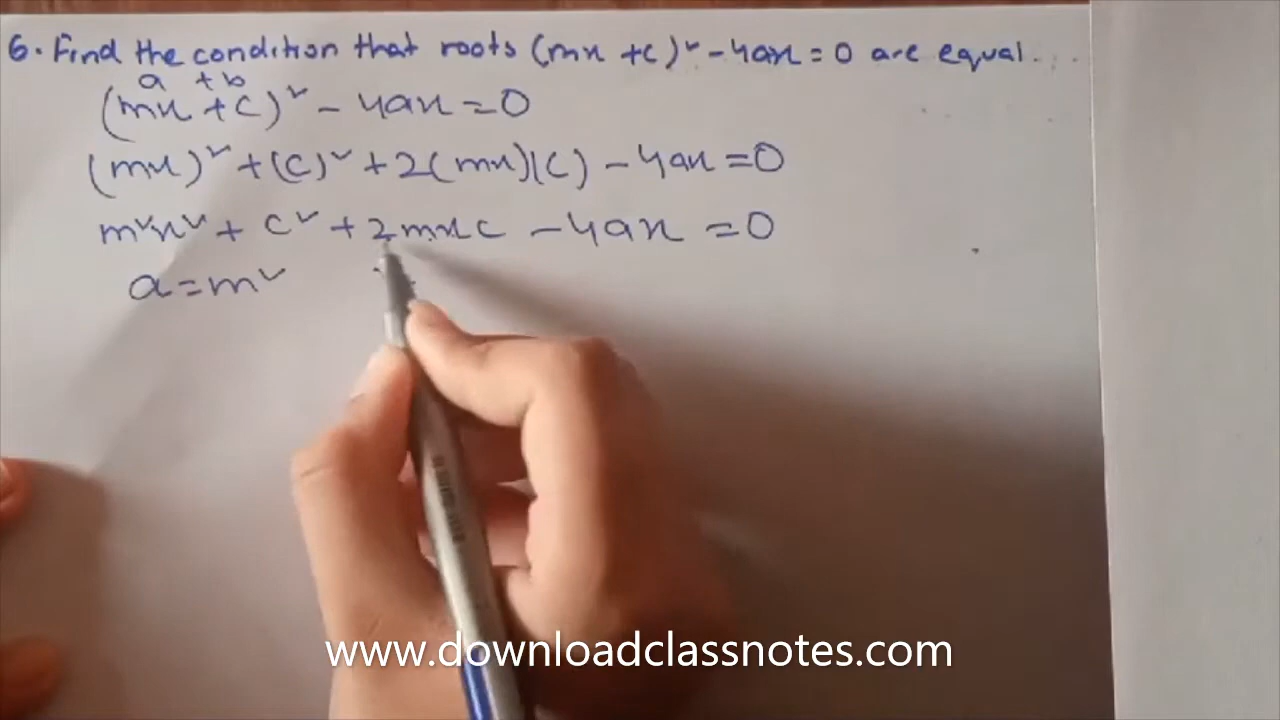 6. Find the condition that roots (mx +c)² - 4ax = 0 are equal.
a + b
(mx + c)² - 4ax = 0
(mx)² + (c)² + 2(mx)(c) - 4ax = 0
m²x² + c² + 2mxc - 4ax = 0
a = m²
www.downloadclassnotes.com